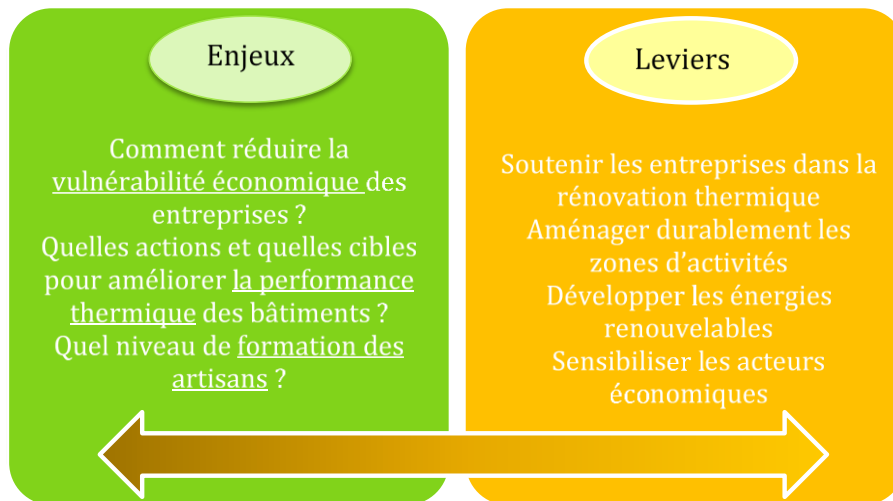 Enjeux
Comment réduire la
vulnérabilité économique des
entreprises ?
Quelles actions et quelles cibles
pour améliorer la performance
thermique des bâtiments ?
Quel niveau de formation des
artisans ?
Leviers
Soutenir les entreprises dans la
rénovation thermique
Aménager durablement les
zones d’activités
Développer les énergies
renouvelables
Sensibiliser les acteurs
économiques